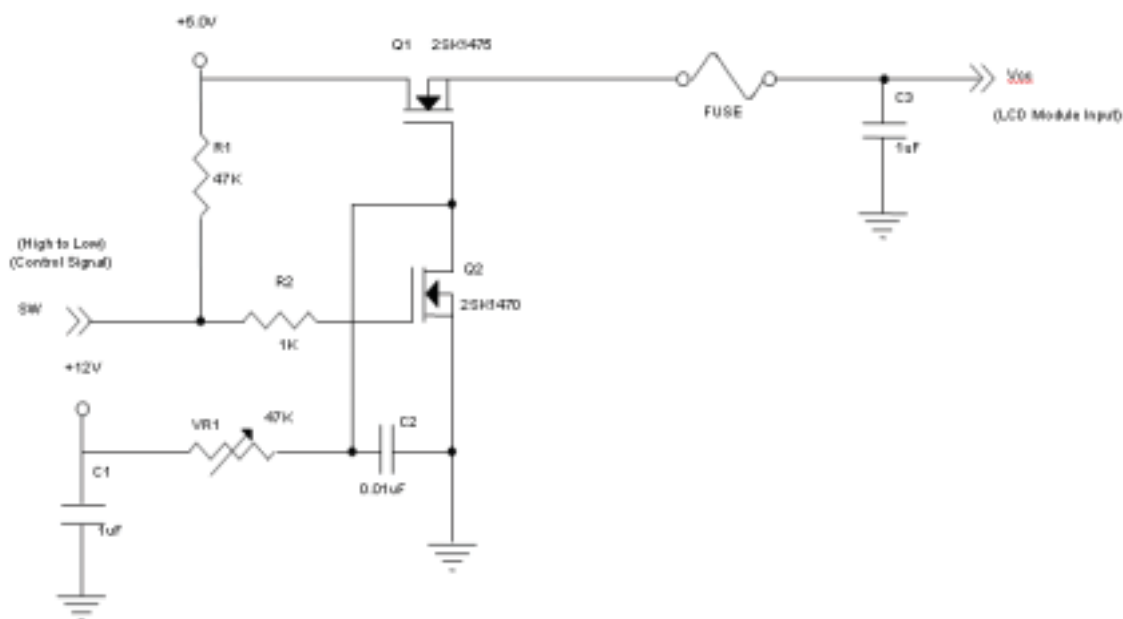 +5.0V
Q1 2SK1475
Vcc
C3
FUSE
(LCD Module Input)
R1
1uF
47K
(High to Low)
(Control Signal)
Q2
R2
SW
2SK1470
1K
+12V
47K
VR1
C2
C1
0.01uF
1uF